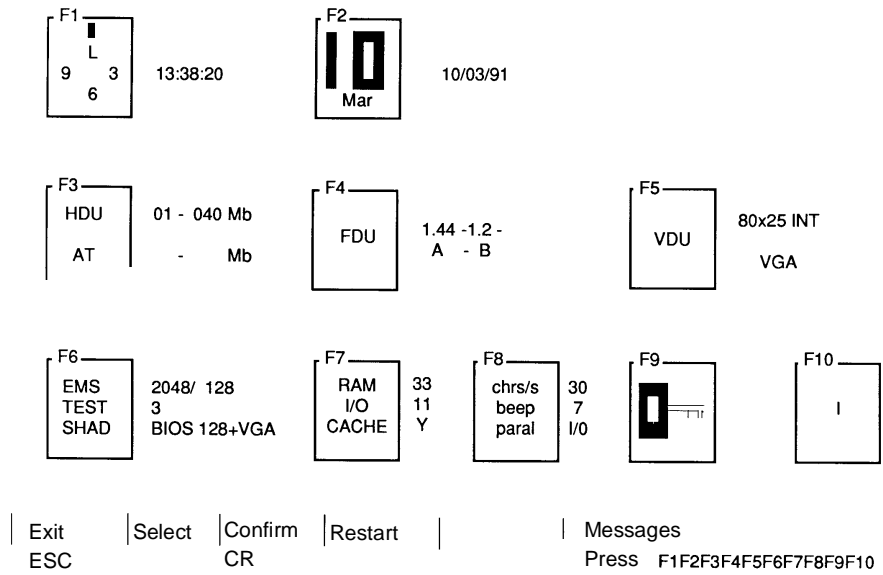 F1 F2
L
9 3 13:38:20 10 10/03/91
6 Mar
F3 F4 F5
HDU 01 - 040 Mb 1.44 -1.2 - 80x25 INT
FDU VDU
AT - Mb A - B VGA
F6 F7 F8 F9 F10
EMS 2048/ 128 RAM 33 chrs/s 30
TEST 3 I/O 11 beep 7 I
SHAD BIOS 128+VGA CACHE Y paral I/0
Exit Select Confirm Restart Messages
ESC CR Press F1F2F3F4F5F6F7F8F9F10